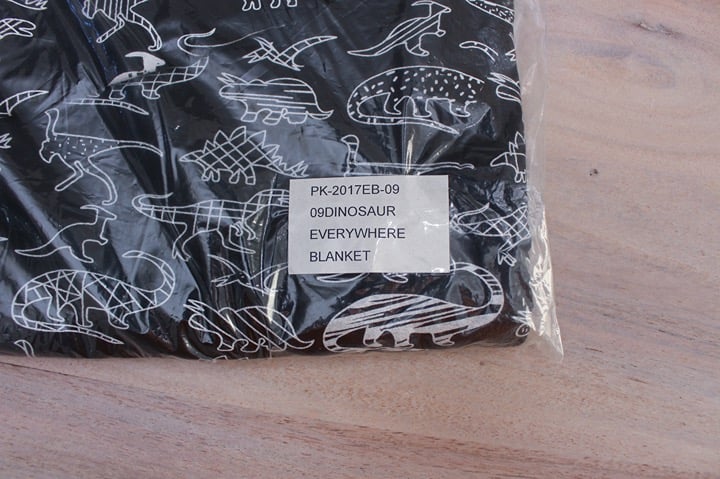 PK-2017EB-09
09DINOSAUR
EVERYWHERE
BLANKET